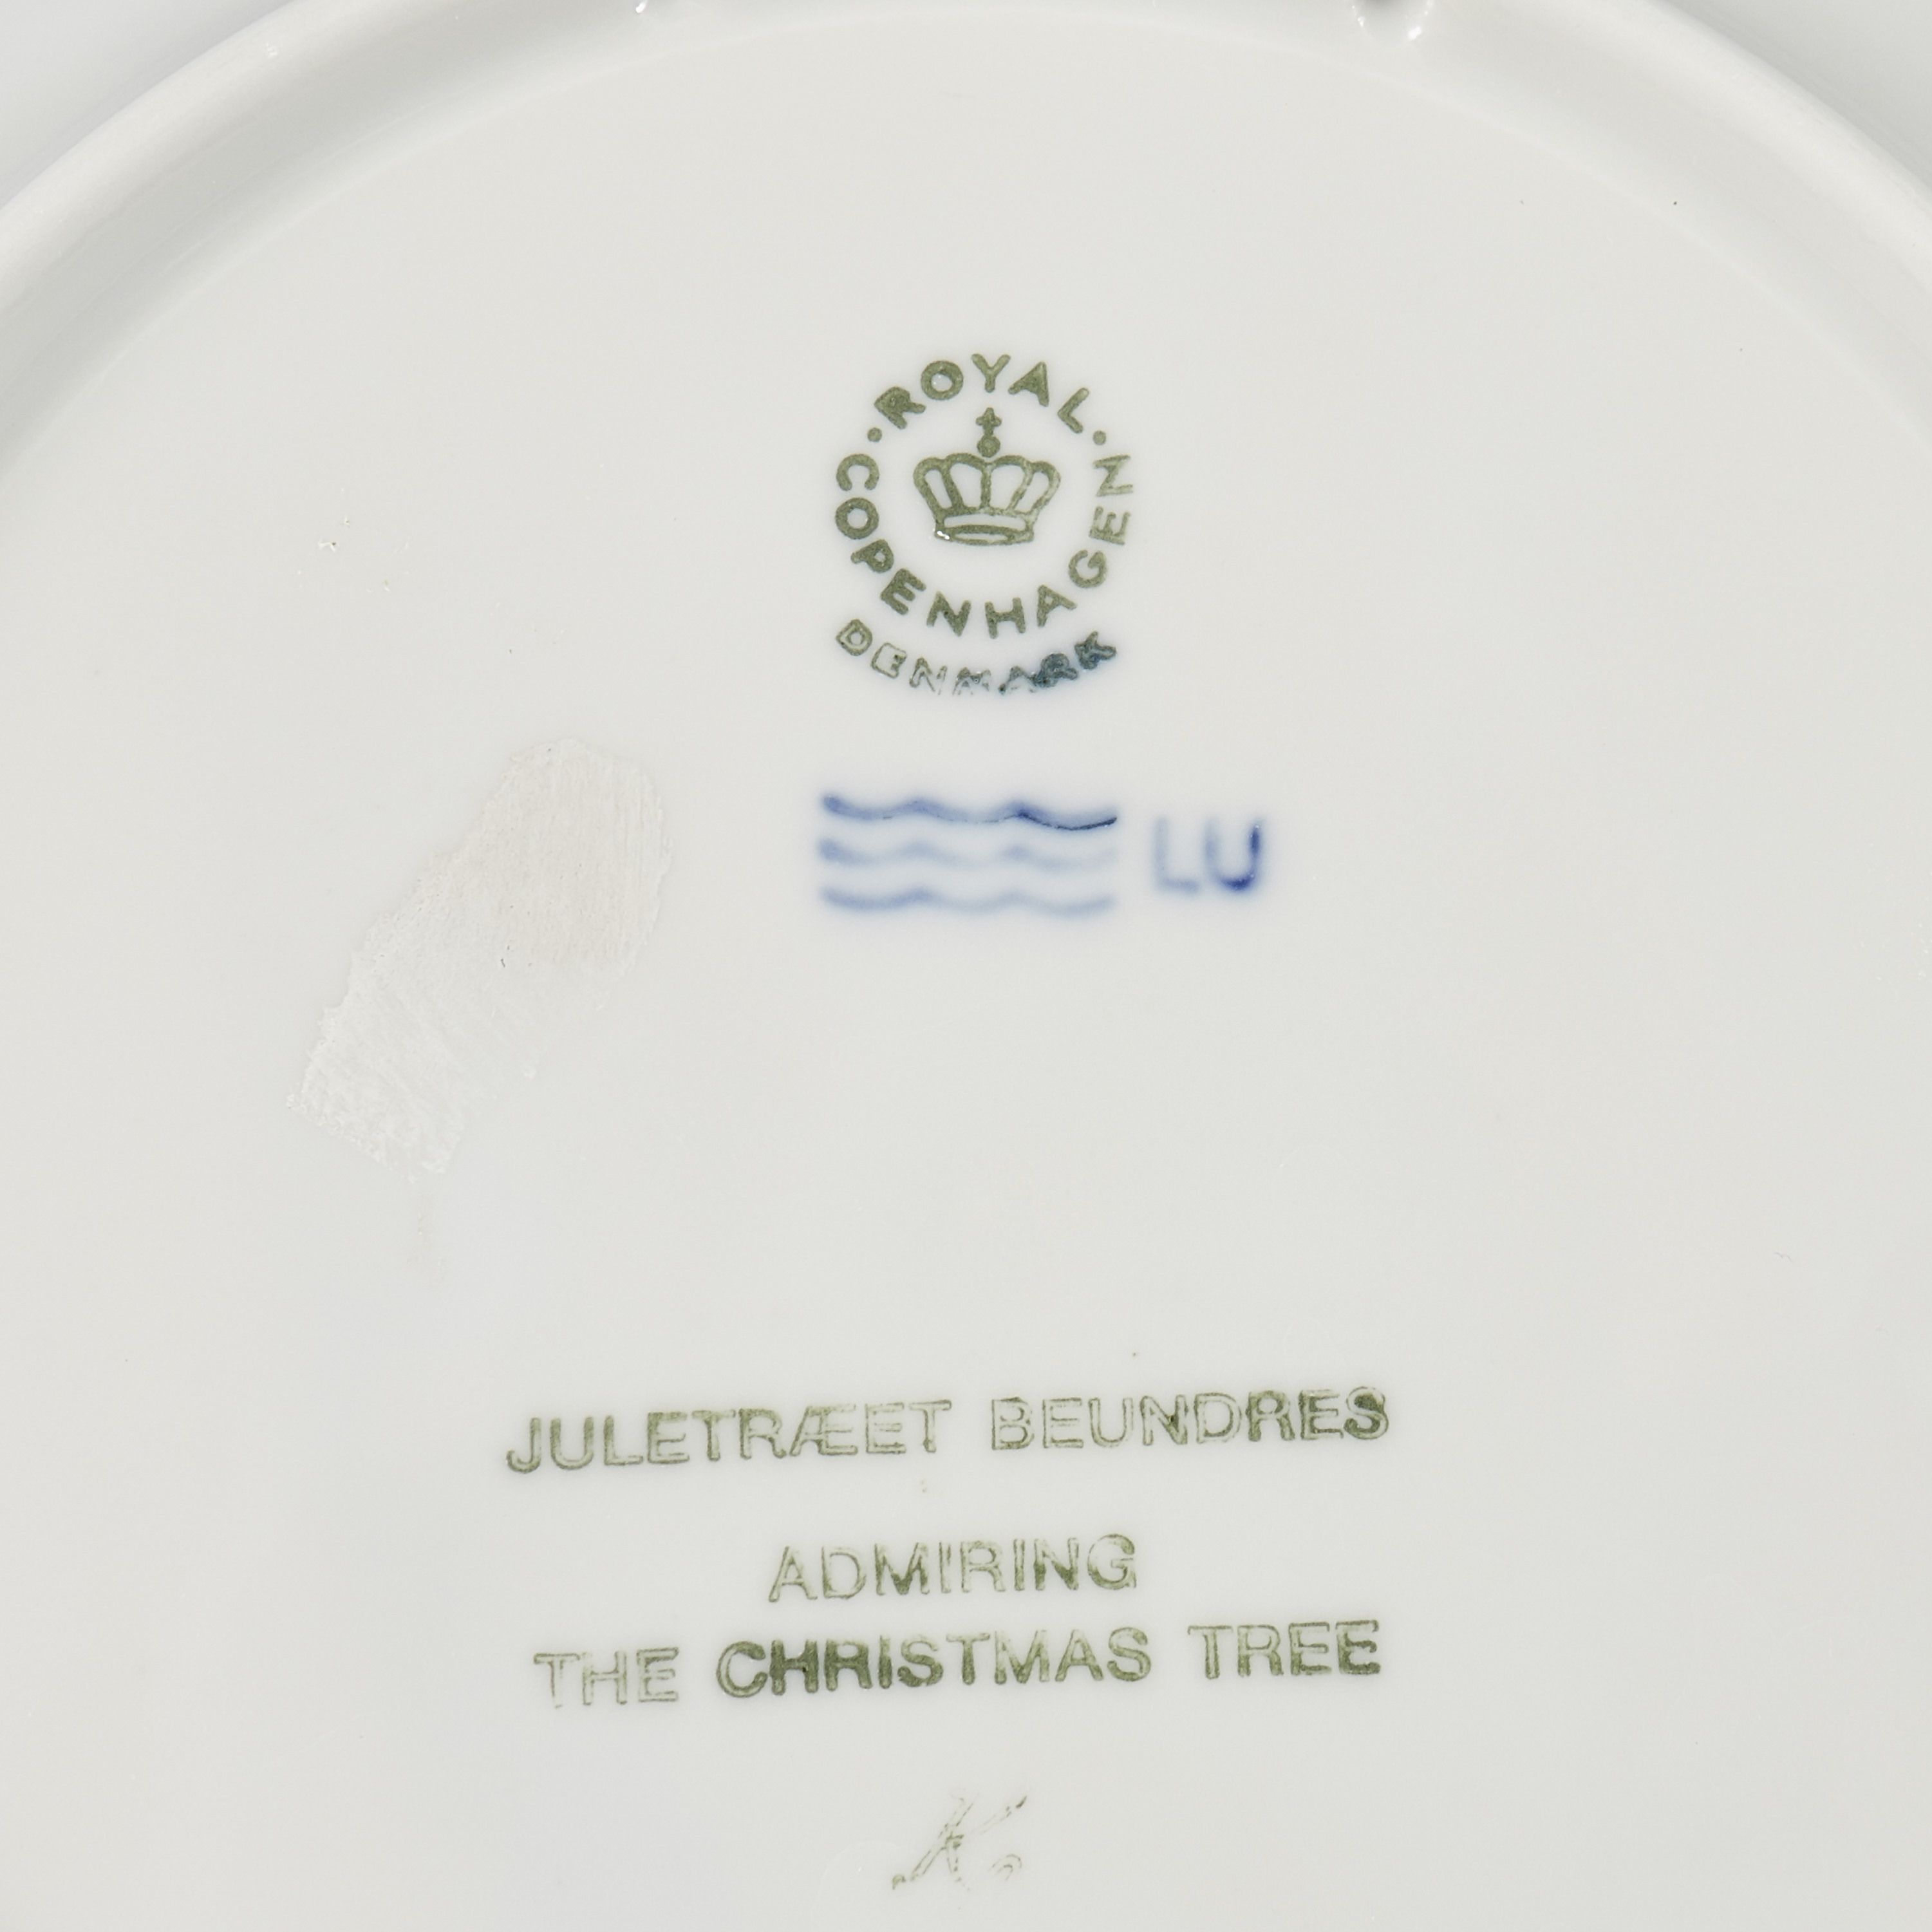 ·ROYAL·
COPENHAGEN
DENMARK
LU
JULETRÆET BEUNDRES
ADMIRING
THE CHRISTMAS TREE
K.